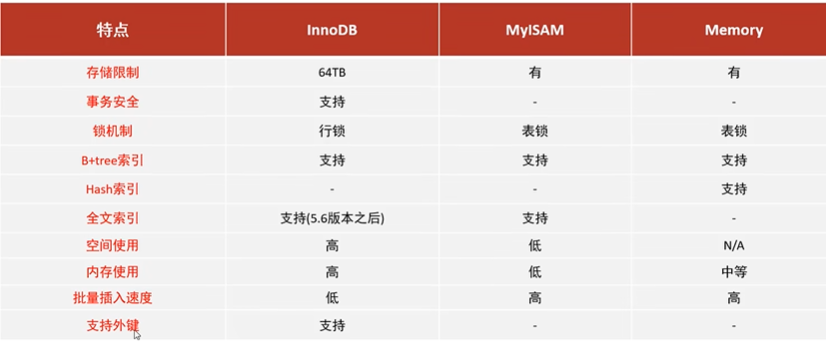 特点 InnoDB MyISAM Memory
存储限制 64TB 有 有
事务安全 支持 - -
锁机制 行锁 表锁 表锁
B+tree索引 支持 支持 支持
Hash索引 - - 支持
全文索引 支持(5.6版本之后) 支持 -
空间使用 高 低 N/A
内存使用 高 低 中等
批量插入速度 低 高 高
支持外键 支持 - -